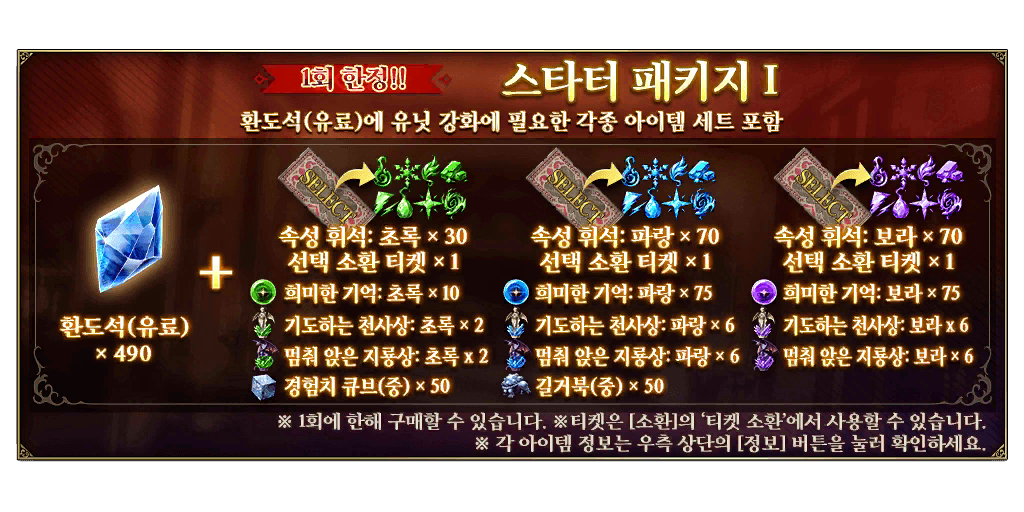 1회 한정!!
스타터 패키지 I
환도석(유료)에 유닛 강화에 필요한 각종 아이템 세트 포함
환도석(유료)
× 490
+
SELECT
속성 휘석: 초록 × 30
선택 소환 티켓 × 1
희미한 기억: 초록 × 10
기도하는 천사상: 초록 × 2
멈춰 앉은 지룡상: 초록 x 2
경험치 큐브(중) × 50
SELECT
속성 휘석: 파랑 × 70
선택 소환 티켓 × 1
희미한 기억: 파랑 × 75
기도하는 천사상: 파랑 × 6
멈춰 앉은 지룡상: 파랑 × 6
길거북(중) × 50
SELECT
속성 휘석: 보라 × 70
선택 소환 티켓 × 1
희미한 기억: 보라 × 75
기도하는 천사상: 보라 x 6
멈춰 앉은 지룡상: 보라 × 6
※ 1회에 한해 구매할 수 있습니다. ※티켓은 [소환]의 '티켓 소환'에서 사용할 수 있습니다.
※ 각 아이템 정보는 우측 상단의 [정보] 버튼을 눌러 확인하세요.